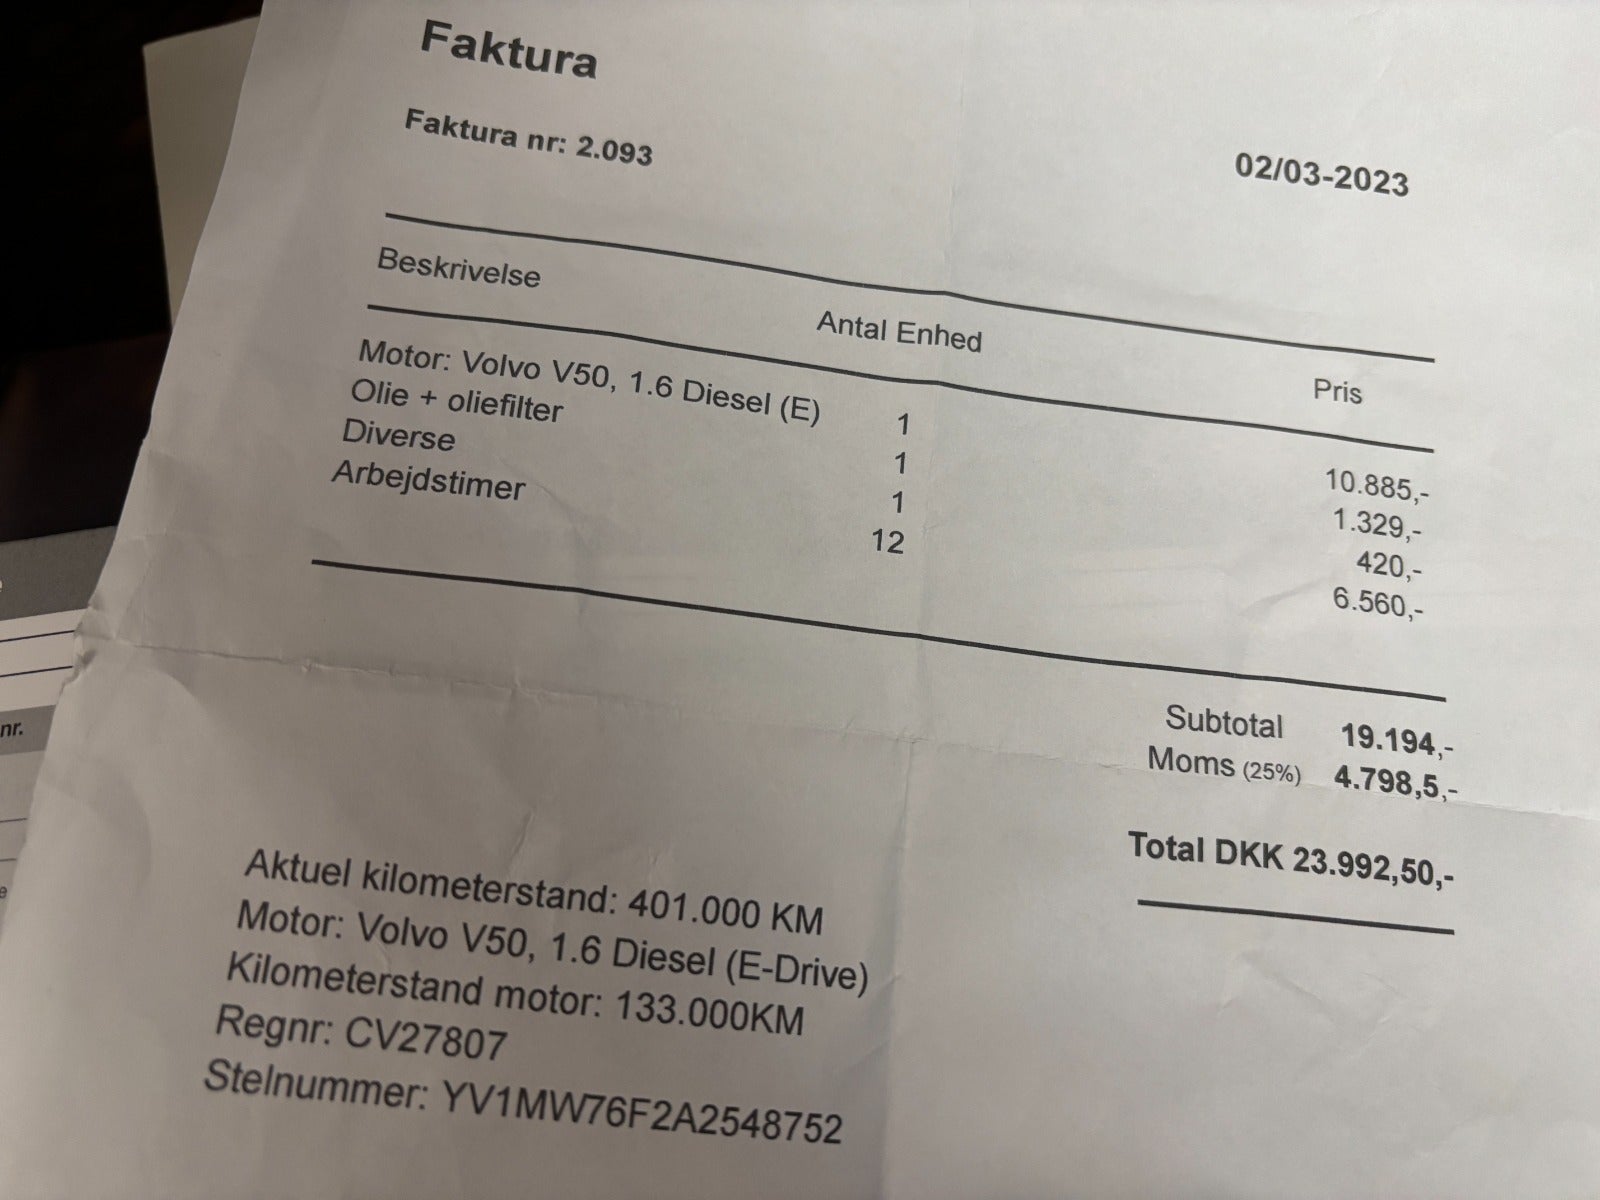 Faktura
Faktura nr: 2.093
02/03-2023
Beskrivelse Antal Enhed Pris
Motor: Volvo V50, 1.6 Diesel (E) 1 10.885,-
Olie + oliefilter 1 1.329,-
Diverse 1 420,-
Arbejdstimer 12 6.560,-
Subtotal 19.194,-
Moms (25%) 4.798,5,-
Total DKK 23.992,50,-
Aktuel kilometerstand: 401.000 KM
Motor: Volvo V50, 1.6 Diesel (E-Drive)
Kilometerstand motor: 133.000KM
Regnr: CV27807
Stelnummer: YV1MW76F2A2548752
nr.